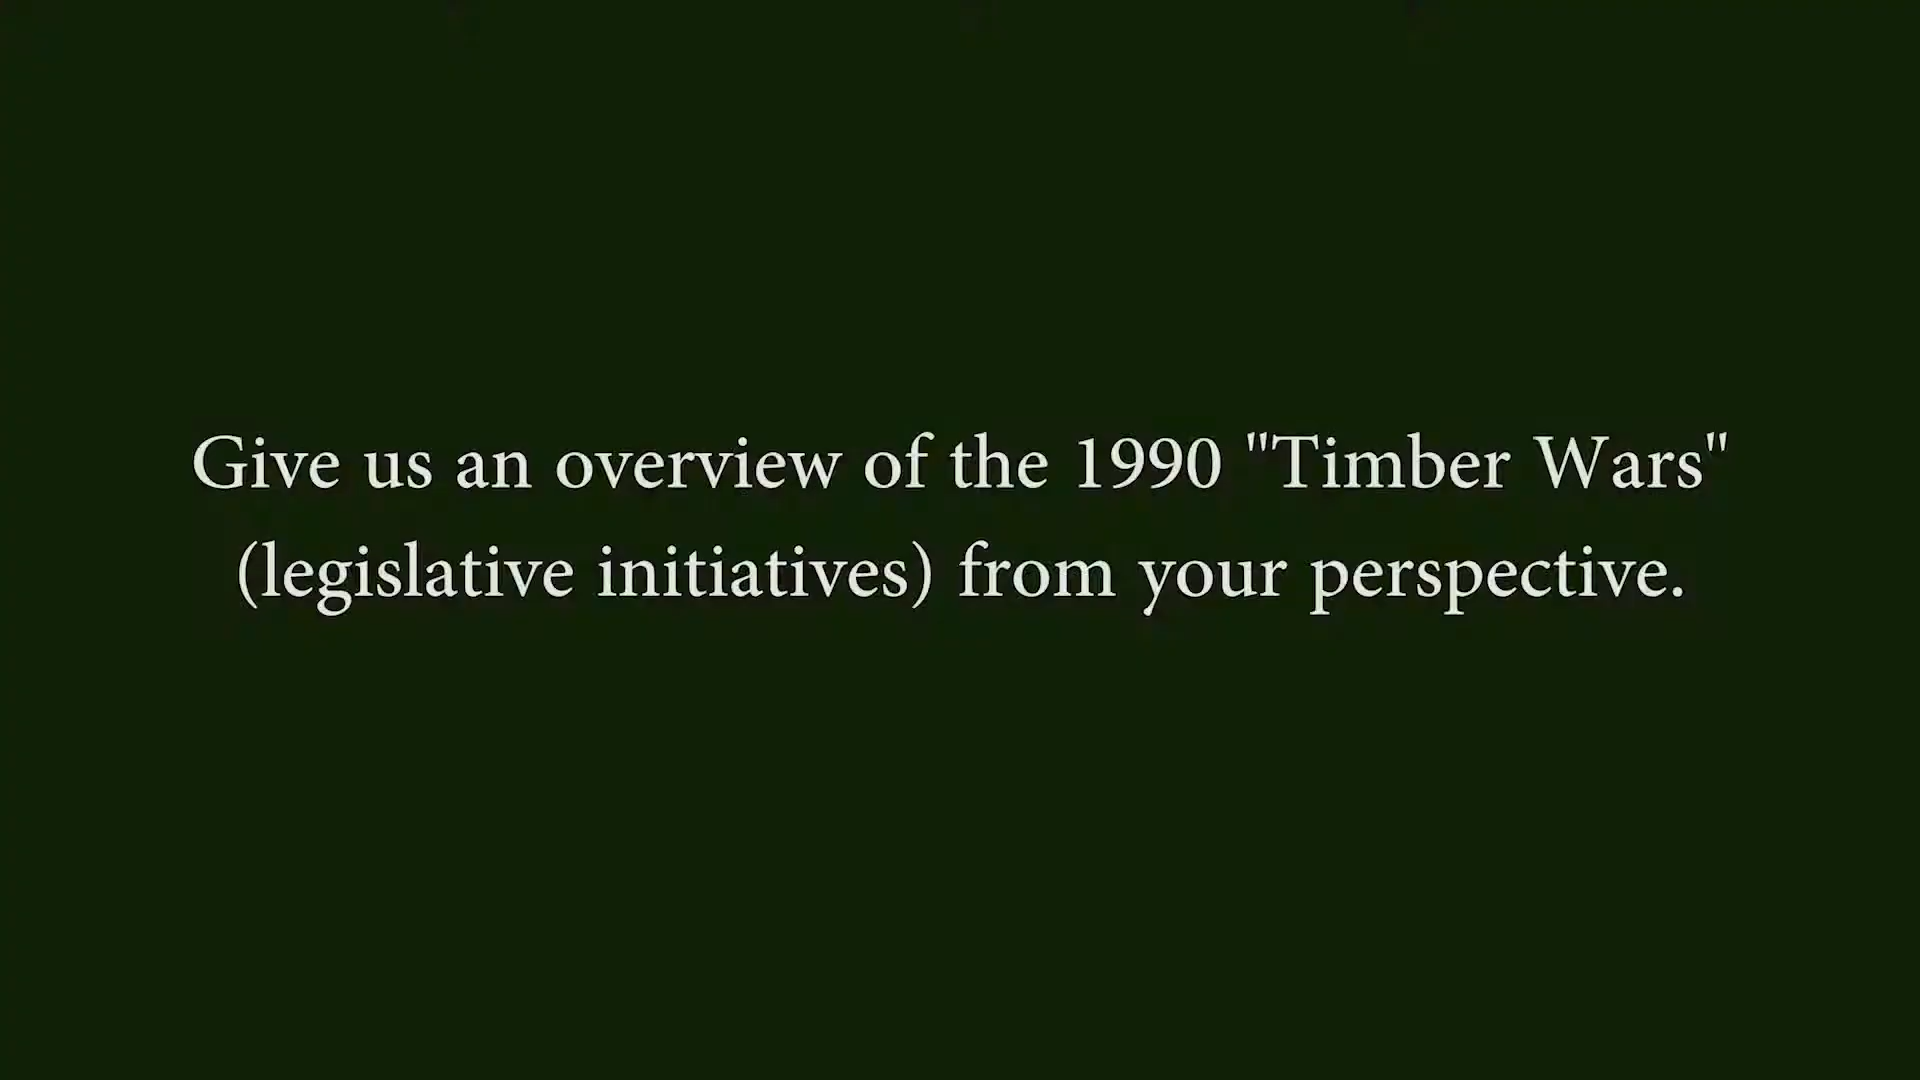 Give us an overview of the 1990 "Timber Wars"
(legislative initiatives) from your perspective.